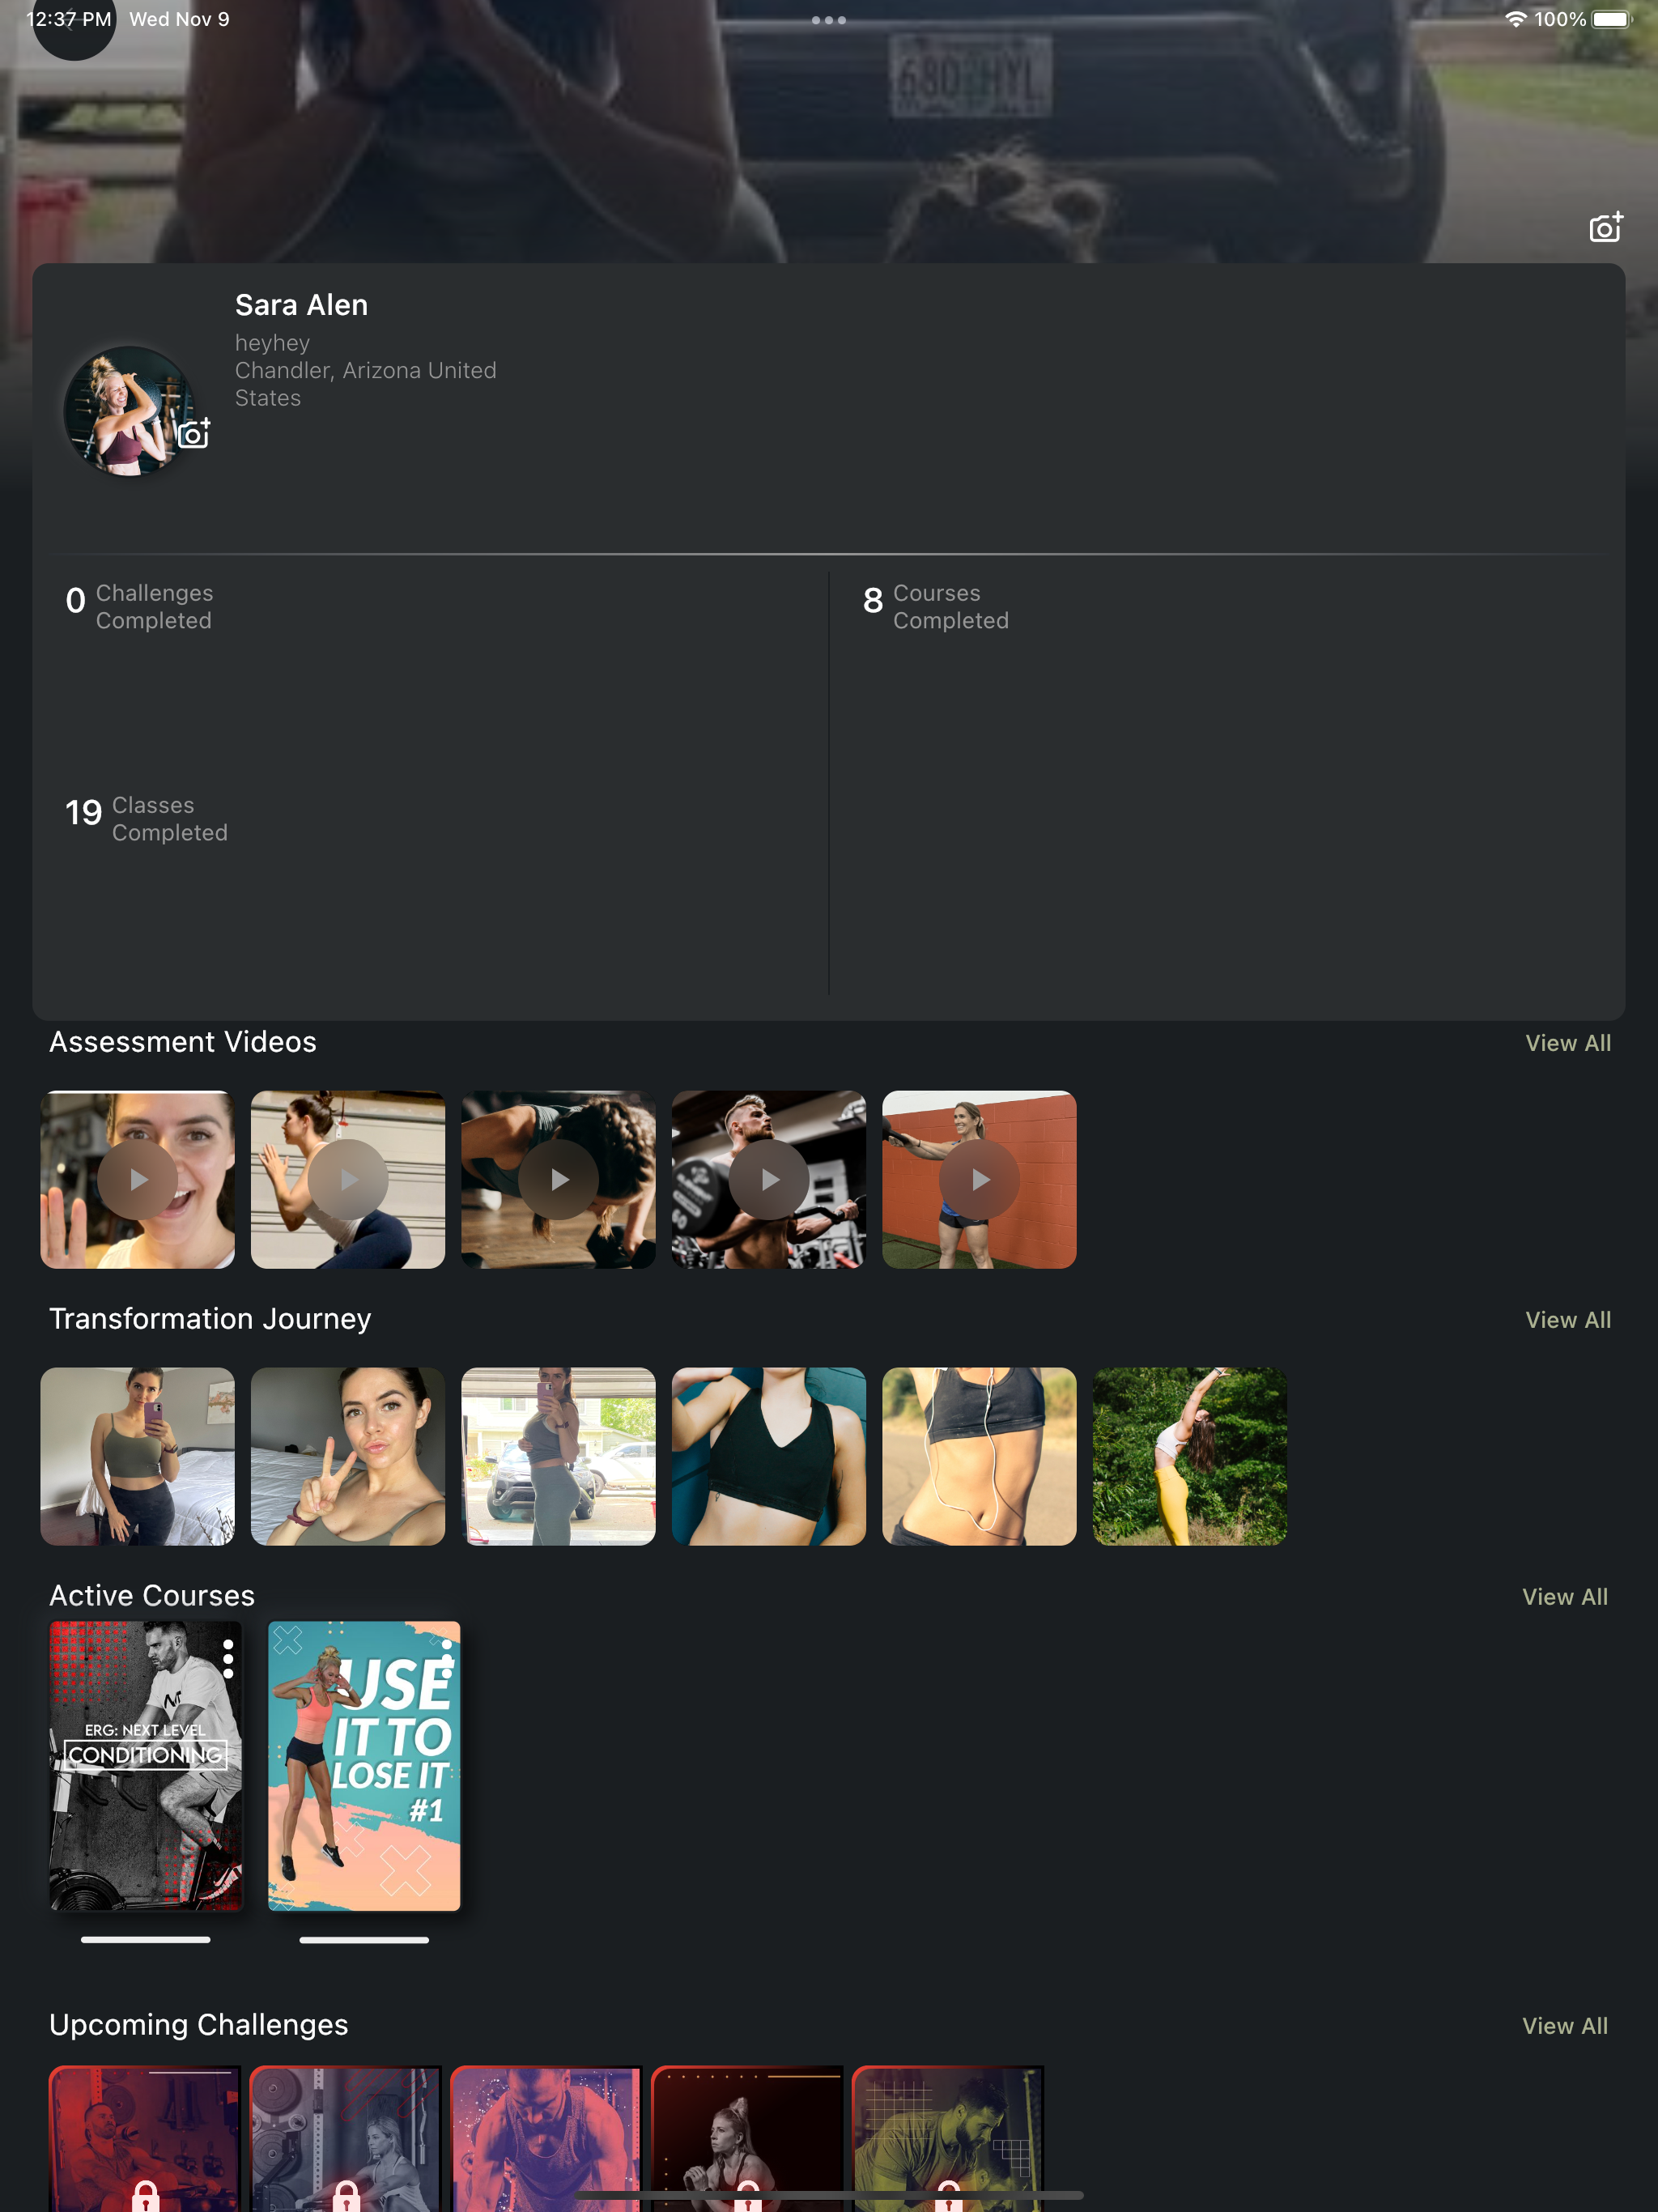 12:37 PM Wed Nov 9
100%
680 HYL
Sara Alen
heyhey
Chandler, Arizona United
States
0 Challenges
Completed
8 Courses
Completed
19 Classes
Completed
Assessment Videos
View All
Transformation Journey
View All
Active Courses
View All
ERG: NEXT LEVEL
CONDITIONING
USE
IT TO
LOSE IT
#1
Upcoming Challenges
View All